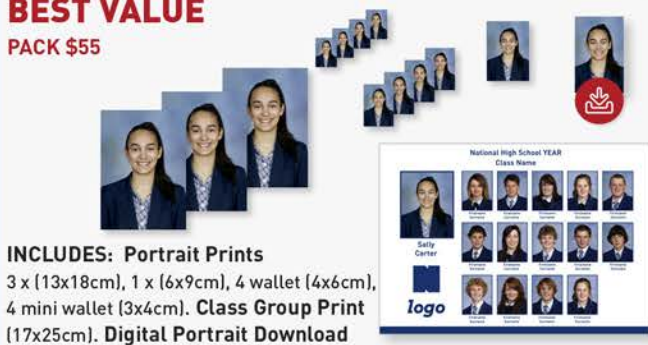 BEST VALUE
PACK $55
National High School YEAR
Class Name
Sally
Carter
N
logo
INCLUDES: Portrait Prints
3 x (13x18cm), 1 x (6x9cm), 4 wallet (4x6cm),
4 mini wallet (3x4cm). Class Group Print
(17x25cm). Digital Portrait Download